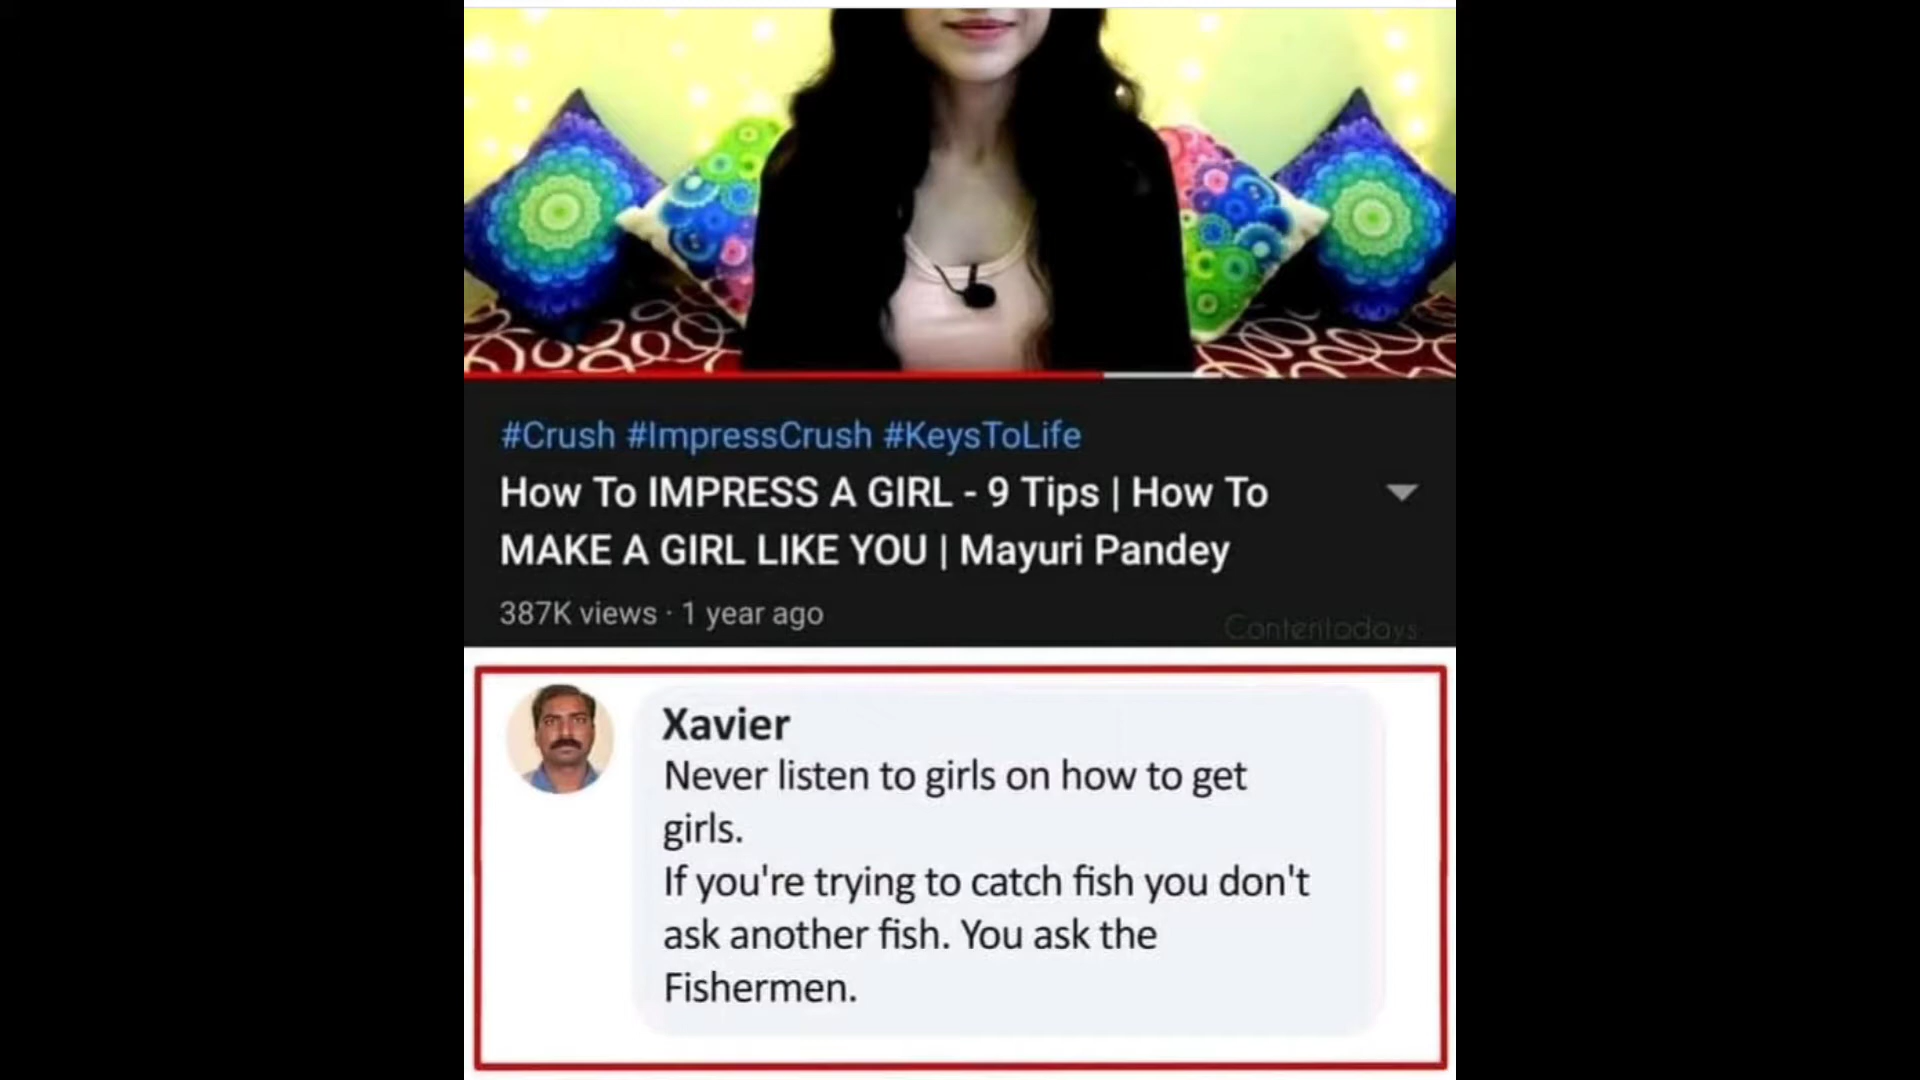 #Crush #ImpressCrush #KeysToLife
How To IMPRESS A GIRL - 9 Tips | How To
MAKE A GIRL LIKE YOU | Mayuri Pandey
387K views · 1 year ago
Contentadays
Xavier
Never listen to girls on how to get
girls.
If you're trying to catch fish you don't
ask another fish. You ask the
Fishermen.